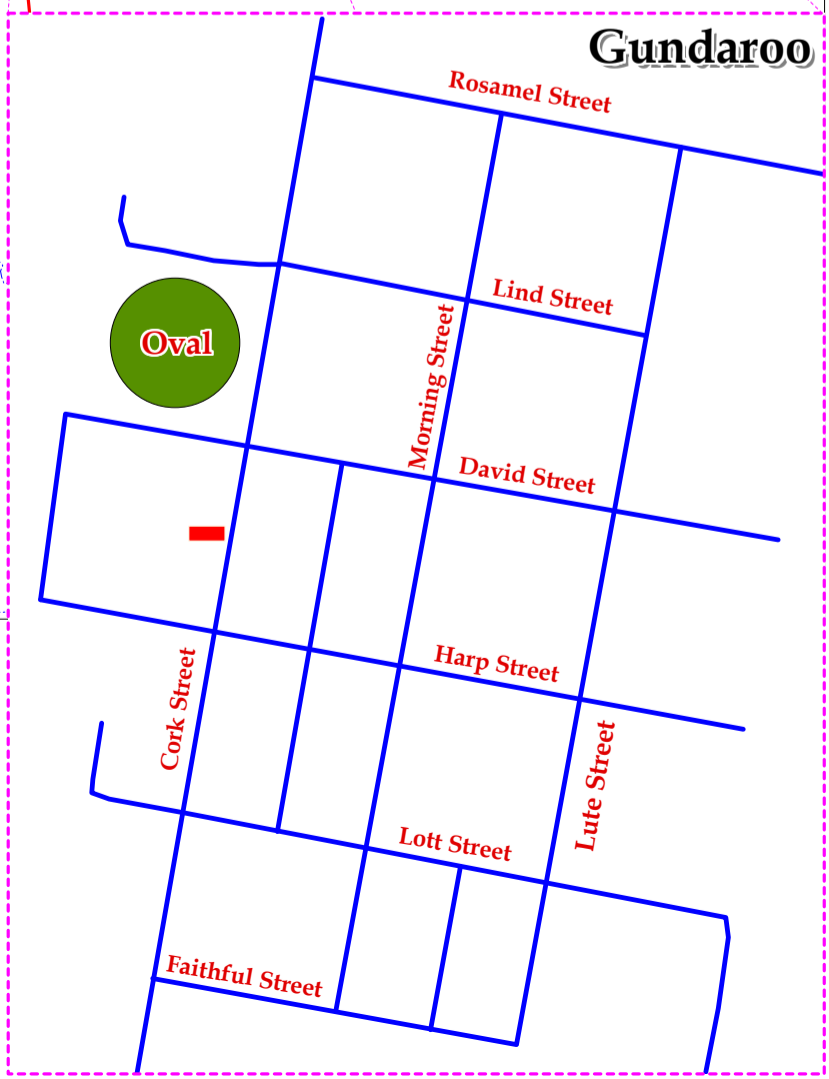 Gundaroo
Rosamel Street
Lind Street
Oval
Morning Street
David Street
Harp Street
Cork Street
Lute Street
Lott Street
Faithful Street